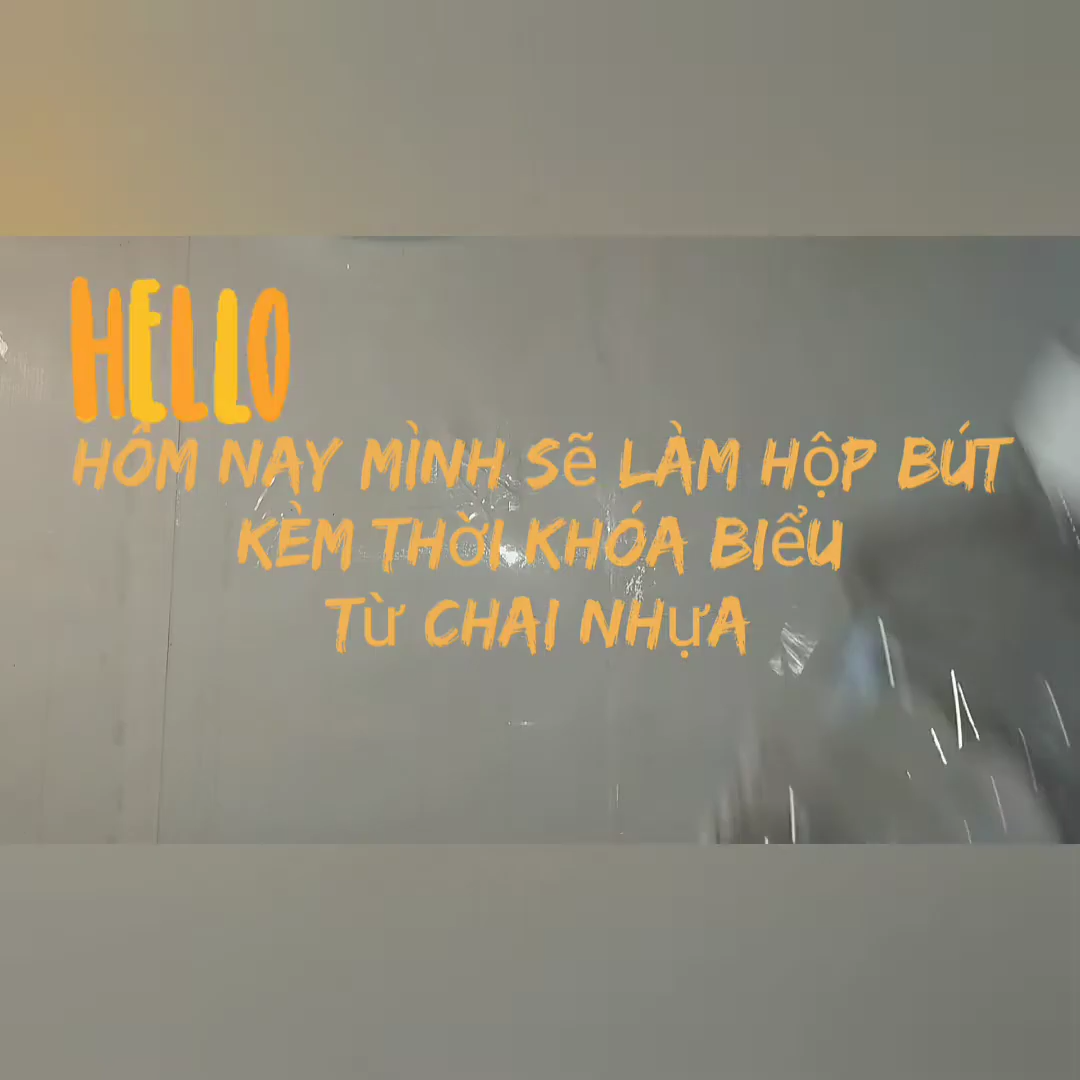 HELLO
HÔM NAY MÌNH SẼ LÀM HỘP BÚT
KÈM THỜI KHÓA BIỂU
TỪ CHAI NHỰA